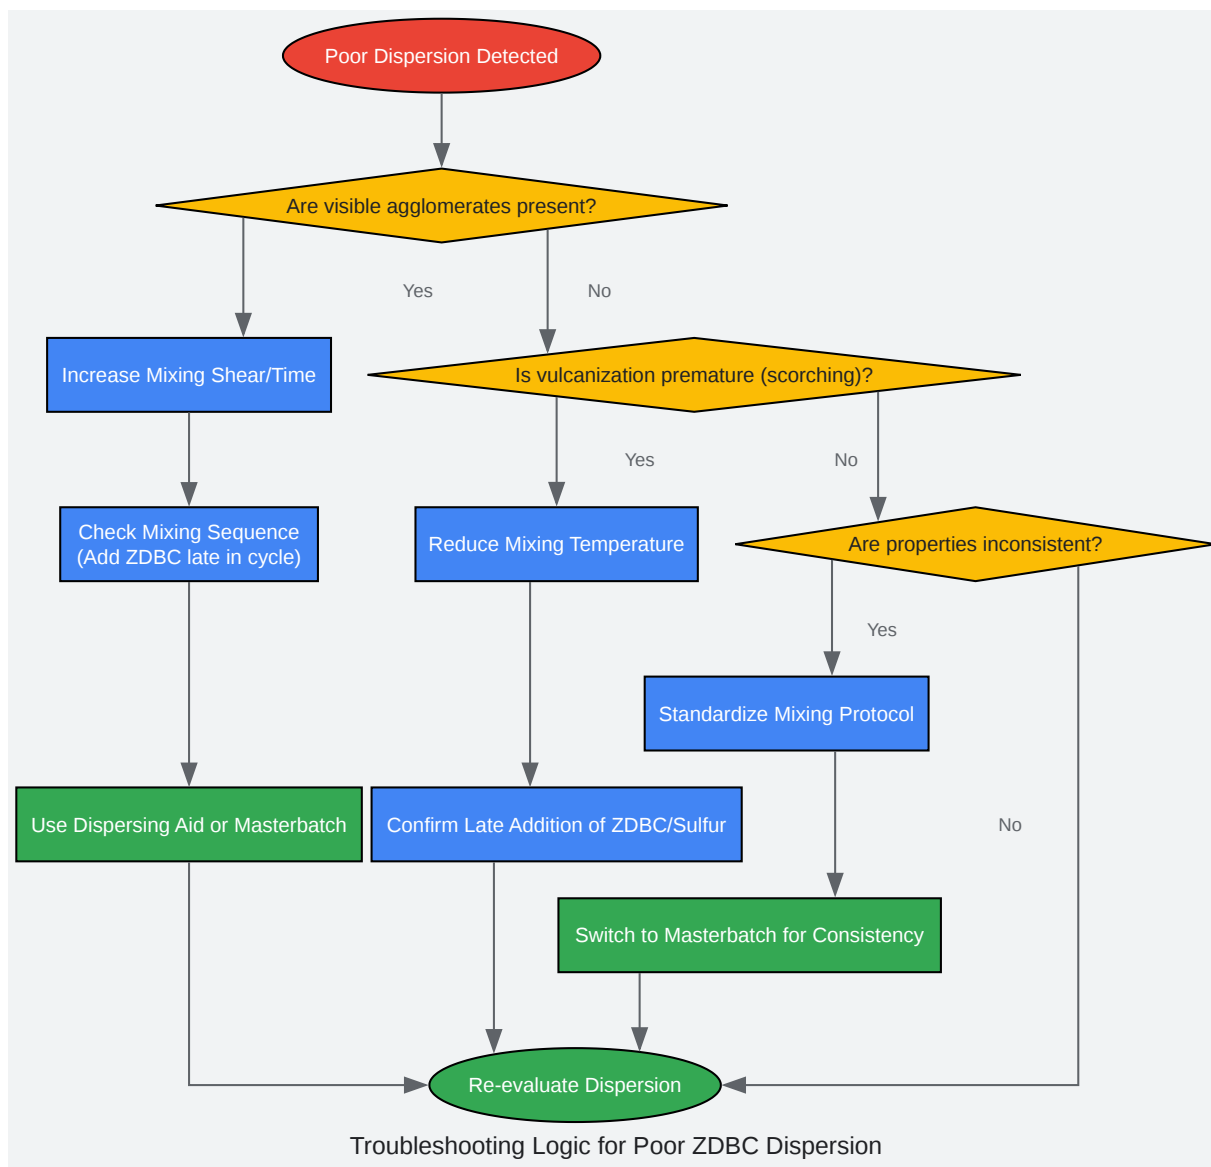 Poor Dispersion Detected
Are visible agglomerates present?
Yes
No
Increase Mixing Shear/Time
Is vulcanization premature (scorching)?
Yes
No
Check Mixing Sequence
(Add ZDBC late in cycle)
Reduce Mixing Temperature
Are properties inconsistent?
Yes
Standardize Mixing Protocol
Use Dispersing Aid or Masterbatch
Confirm Late Addition of ZDBC/Sulfur
No
Switch to Masterbatch for Consistency
Re-evaluate Dispersion
Troubleshooting Logic for Poor ZDBC Dispersion